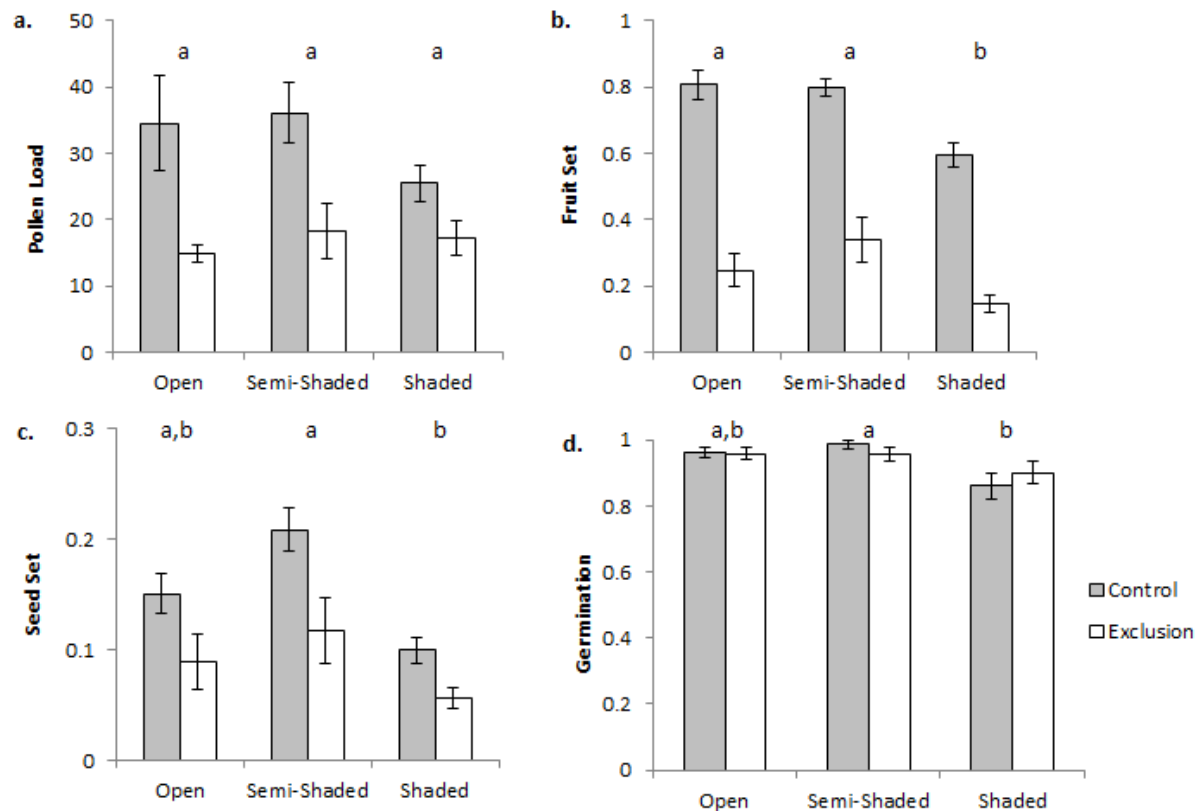 a.
Pollen Load
50
40
30
20
10
0
a a a
Open Semi-Shaded Shaded
b.
Fruit Set
1
0.8
0.6
0.4
0.2
0
a a b
Open Semi-Shaded Shaded
c.
Seed Set
0.3
0.2
0.1
0
a,b a b
Open Semi-Shaded Shaded
d.
Germination
1
0.8
0.6
0.4
0.2
0
a,b a b
Open Semi-Shaded Shaded
Control
Exclusion